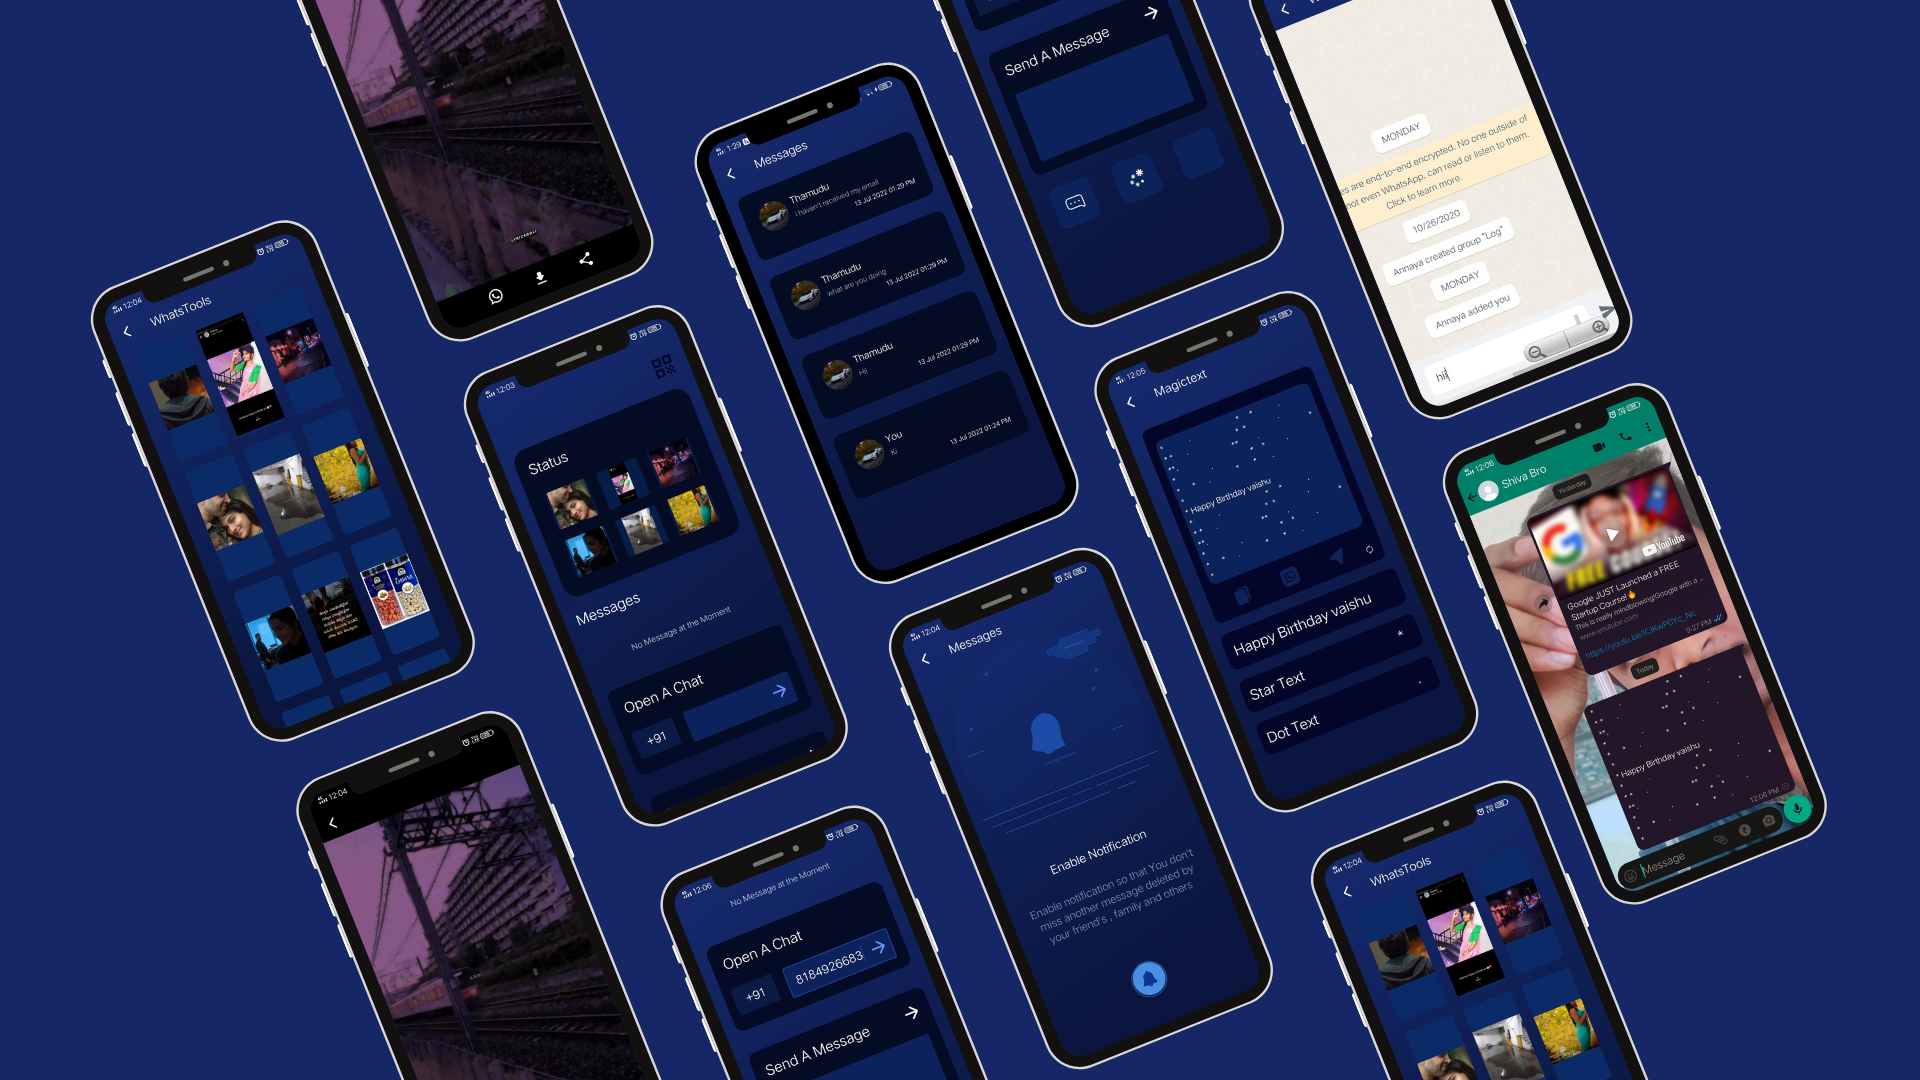 12:04
WhatsTools
LYRICSWALI
12:03
Status
Messages
No Message at the Moment
Open A Chat
+91
1:29
Messages
Thamudu
i haven't received my email
13 Jul 2022 01:29 PM
Thamudu
what are you doing
13 Jul 2022 01:29 PM
Thamudu
Hii
13 Jul 2022 01:29 PM
You
13 Jul 2022 01:24 PM
Send A Message
MONDAY
es are end-to-end encrypted. No one outside of
not even WhatsApp, can read or listen to them.
Click to learn more.
10/26/2020
Annaya created group "Log"
MONDAY
Annaya added you
hii
12:05
Magictext
Happy Birthday vaishu
Happy Birthday vaishu
Star Text
*
Dot Text
.
12:06
Shiva Bro
Yesterday
G
YouTube
FREE COURSE
Google JUST Launched a FREE
Startup Course!🔥
This is really mindblowing!Google with a ...
www.youtube.com
9:27 PM
Today
Happy Birthday vaishu
12:06 PM
Message
12:04
12:06
No Message at the Moment
Open A Chat
+91
8184926683
Send A Message
12:04
Messages
Enable Notification
Enable notification so that You don't
miss another message deleted by
your friend's , family and others
12:04
WhatsTools